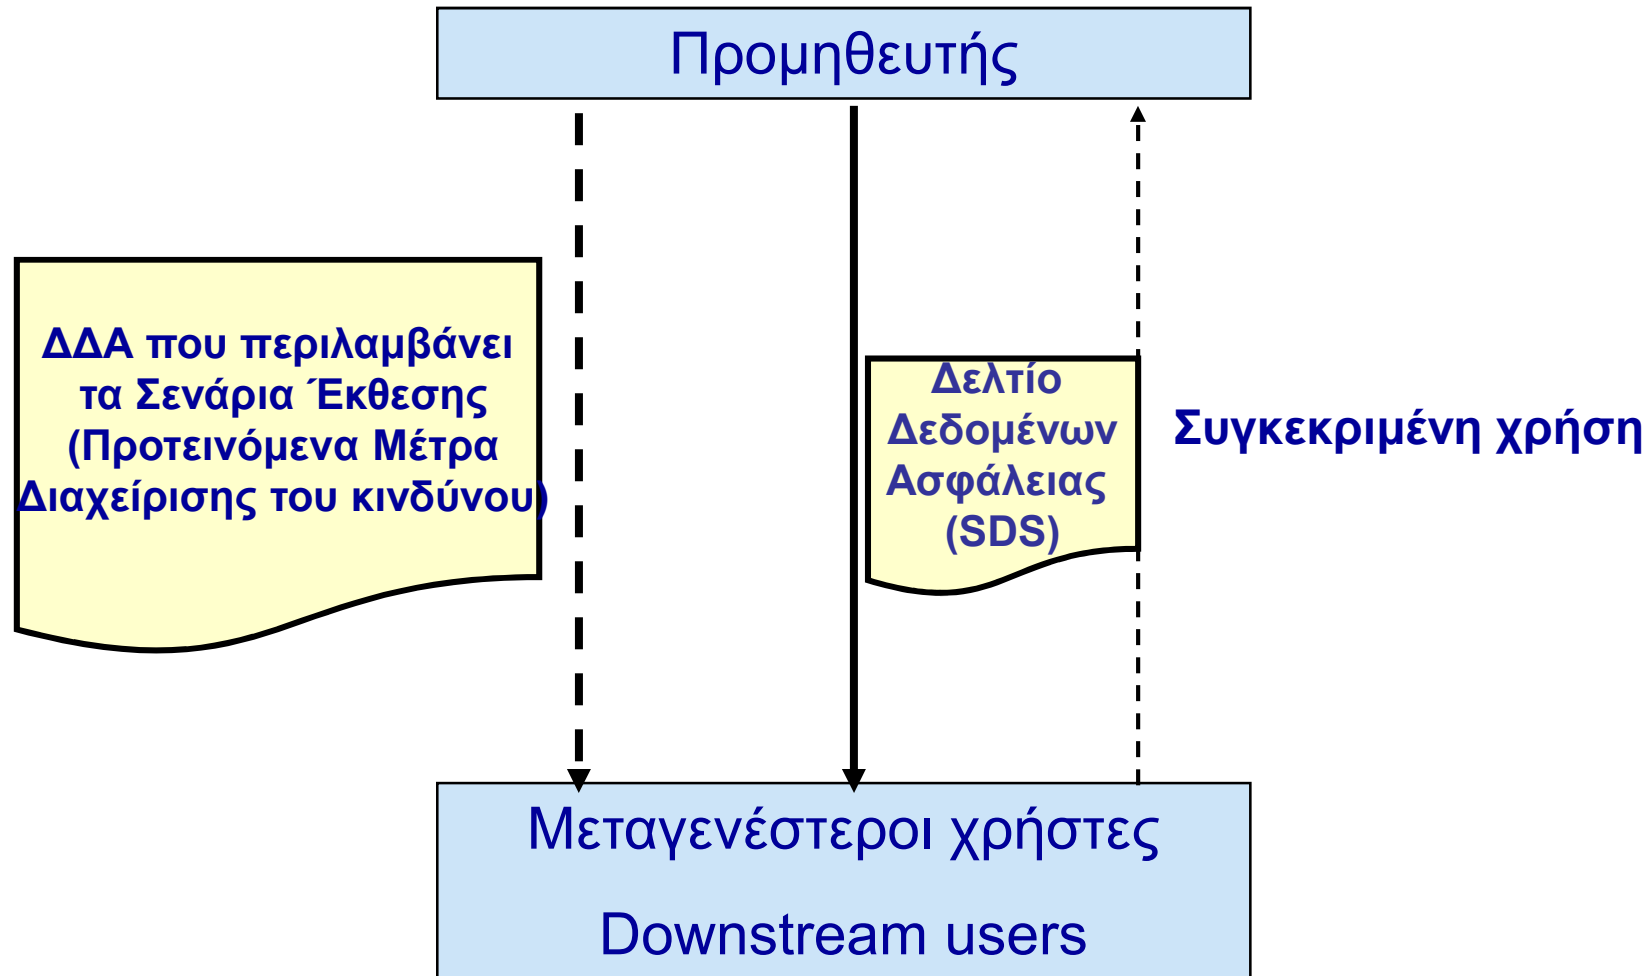 Προμηθευτής
ΔΔΑ που περιλαμβάνει
τα Σενάρια Έκθεσης
(Προτεινόμενα Μέτρα
Διαχείρισης του κινδύνου)
Δελτίο
Δεδομένων
Ασφάλειας
(SDS)
Συγκεκριμένη χρήση
Μεταγενέστεροι χρήστες
Downstream users